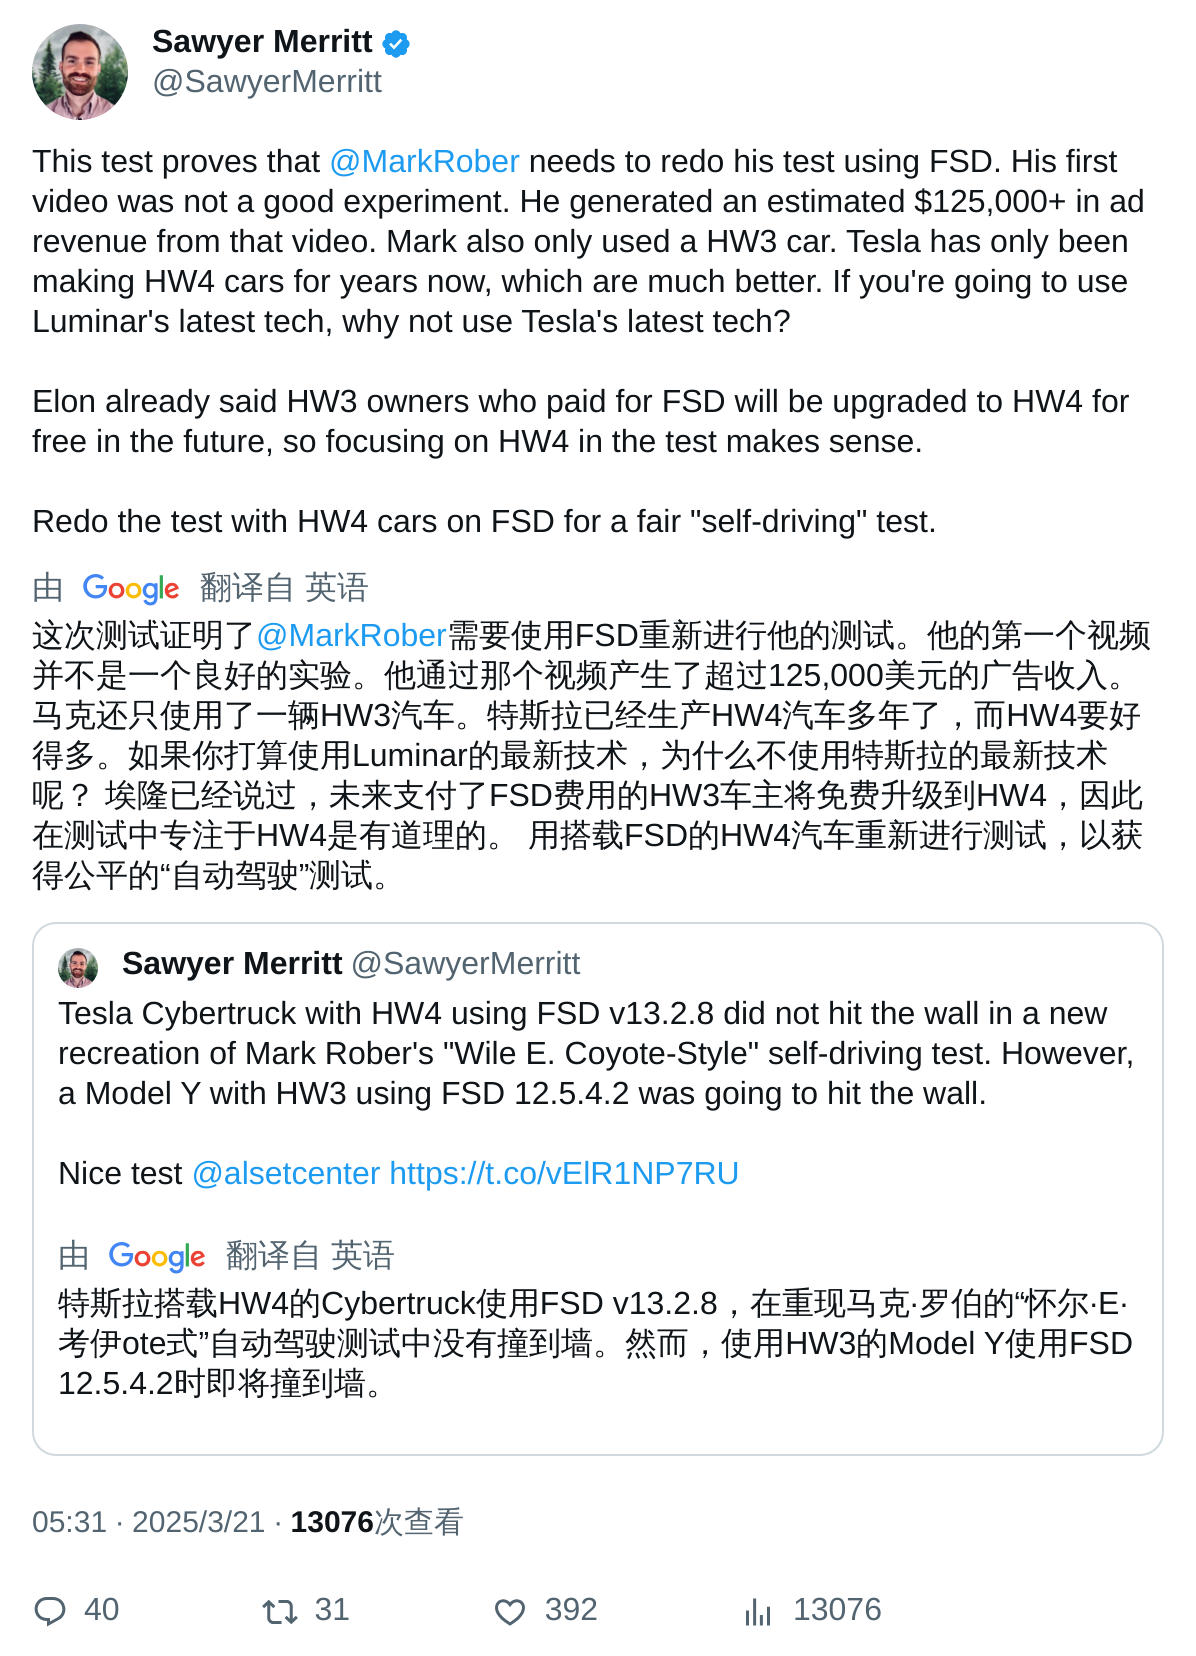 Sawyer Merritt
@SawyerMerritt
This test proves that @MarkRober needs to redo his test using FSD. His first
video was not a good experiment. He generated an estimated $125,000+ in ad
revenue from that video. Mark also only used a HW3 car. Tesla has only been
making HW4 cars for years now, which are much better. If you're going to use
Luminar's latest tech, why not use Tesla's latest tech?
Elon already said HW3 owners who paid for FSD will be upgraded to HW4 for
free in the future, so focusing on HW4 in the test makes sense.
Redo the test with HW4 cars on FSD for a fair "self-driving" test.
由 Google 翻译自 英语
这次测试证明了@MarkRober需要使用FSD重新进行他的测试。他的第一个视频
并不是一个良好的实验。他通过那个视频产生了超过125,000美元的广告收入。
马克还只使用了一辆HW3汽车。特斯拉已经生产HW4汽车多年了，而HW4要好
得多。如果你打算使用Luminar的最新技术，为什么不使用特斯拉的最新技术
呢？ 埃隆已经说过，未来支付了FSD费用的HW3车主将免费升级到HW4，因此
在测试中专注于HW4是有道理的。 用搭载FSD的HW4汽车重新进行测试，以获
得公平的“自动驾驶”测试。
Sawyer Merritt @SawyerMerritt
Tesla Cybertruck with HW4 using FSD v13.2.8 did not hit the wall in a new
recreation of Mark Rober's "Wile E. Coyote-Style" self-driving test. However,
a Model Y with HW3 using FSD 12.5.4.2 was going to hit the wall.
Nice test @alsetcenter https://t.co/vElR1NP7RU
由 Google 翻译自 英语
特斯拉搭载HW4的Cybertruck使用FSD v13.2.8，在重现马克·罗伯的“怀尔·E·
考伊ote式”自动驾驶测试中没有撞到墙。然而，使用HW3的Model Y使用FSD
12.5.4.2时即将撞到墙。
05:31 · 2025/3/21 · 13076次查看
40 31 392 13076